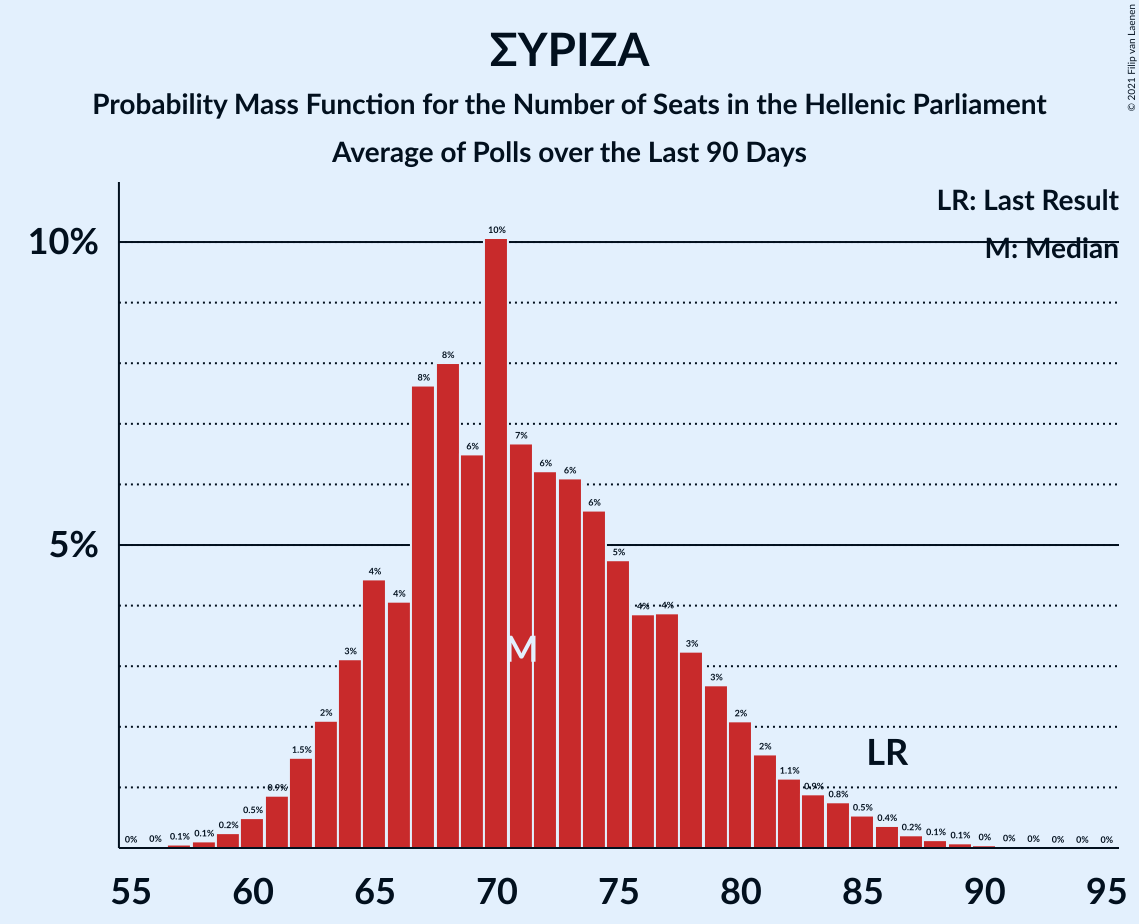 ΣΥΡΙΖΑ
Probability Mass Function for the Number of Seats in the Hellenic Parliament
Average of Polls over the Last 90 Days
© 2021 Filip van Laenen
LR: Last Result
M: Median
10%
5%
0% 0% 0.1% 0.1% 0.2% 0.5% 0.9% 1.5% 2% 3% 4% 4% 8% 8% 6% 10% 7% 6% 6% 6% 5% 4% 4% 3% 3% 2% 2% 1.1% 0.9% 0.8% 0.5% 0.4% 0.2% 0.1% 0.1% 0% 0% 0% 0% 0% 0%
M
LR
55 60 65 70 75 80 85 90 95